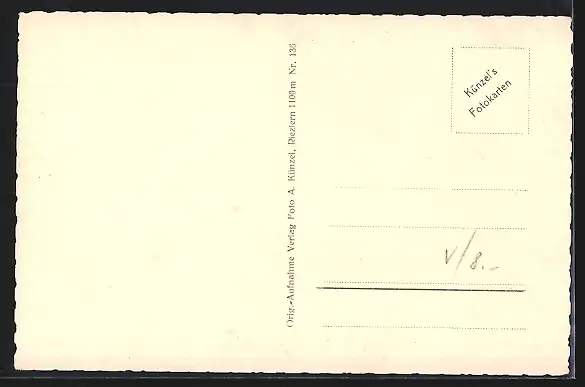 Orig.-Aufnahme Verlag Foto A. Künzel, Riezlern 1100 m Nr. 136
Künzel's
Fotokarten
V/8.-